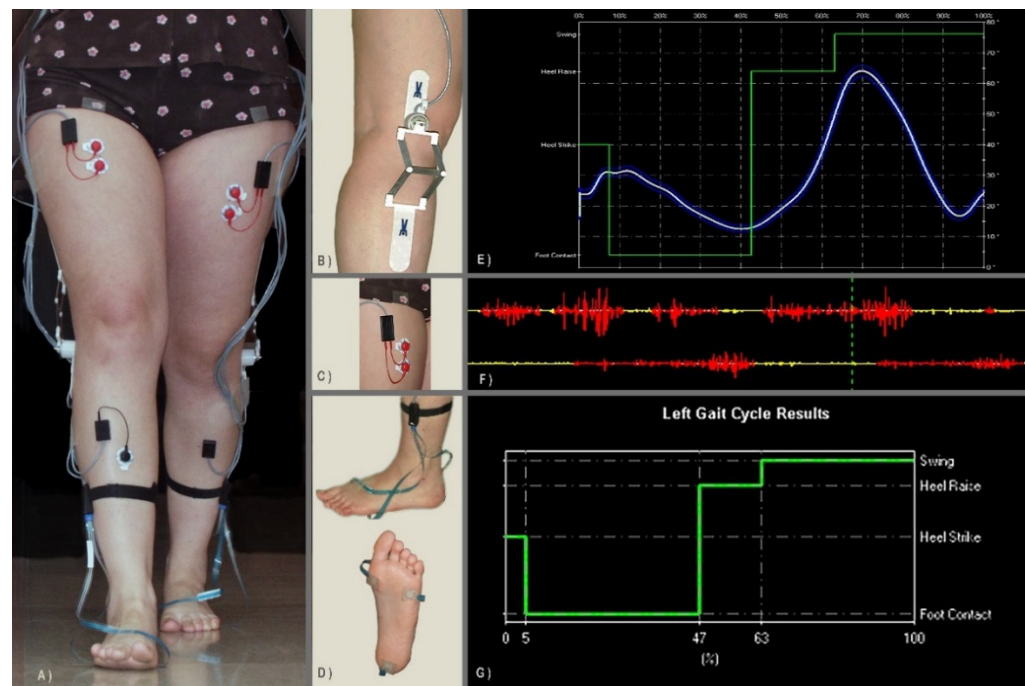 A)
B)
C)
D)
0% 10% 20% 30% 40% 50% 60% 70% 80% 90% 100%
Swing
Heel Raise
Heel Strike
Foot Contact
80 °
70 °
60 °
50 °
40 °
30 °
20 °
10 °
0 °
E)
F)
Left Gait Cycle Results
Swing
Heel Raise
Heel Strike
Foot Contact
0 5 47 63 100
(%)
G)